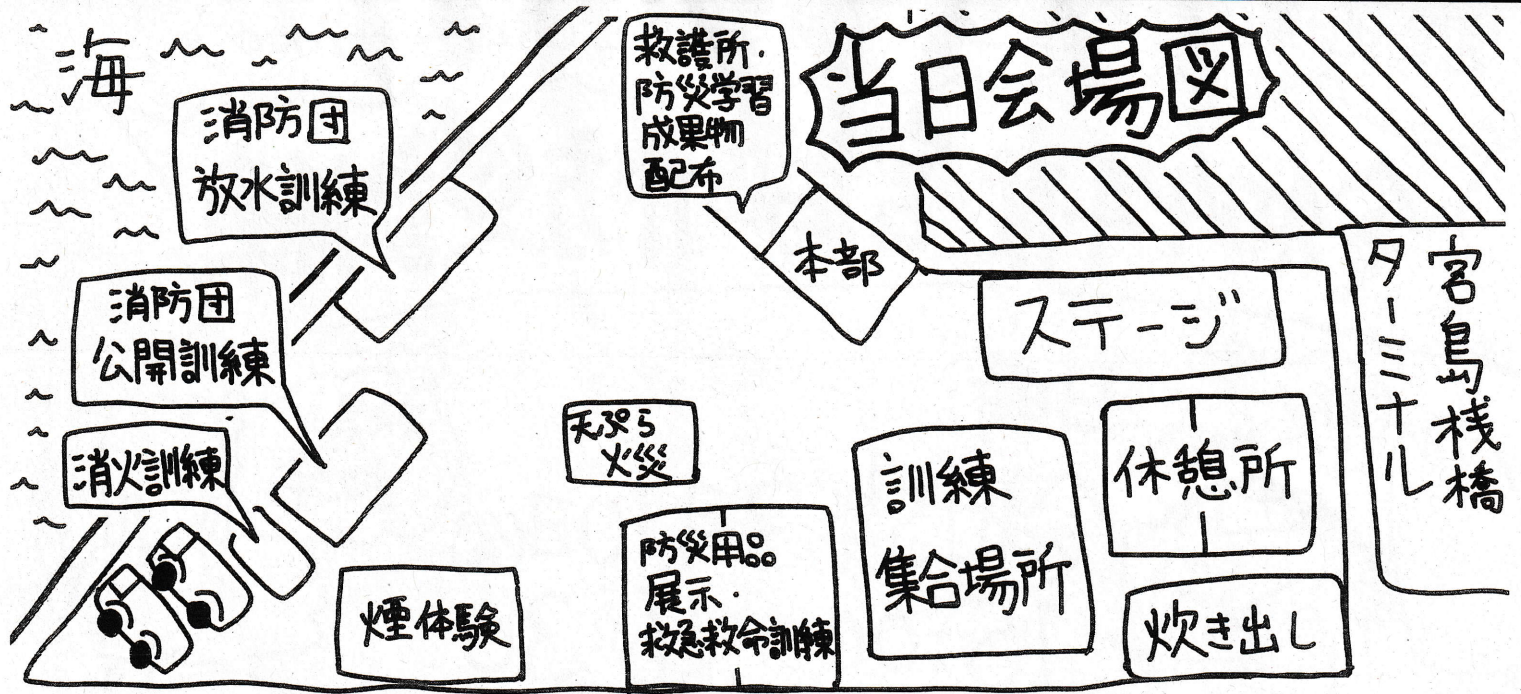 当日会場図
海
消防団
放水訓練
消防団
公開訓練
消火訓練
救護所・
防災学習
成果物
配布
本部
ステージ
宮島桟橋
ターミナル
天ぷら
火災
訓練
集合場所
休憩所
防災用品
展示・
救急救命訓練
煙体験
炊き出し